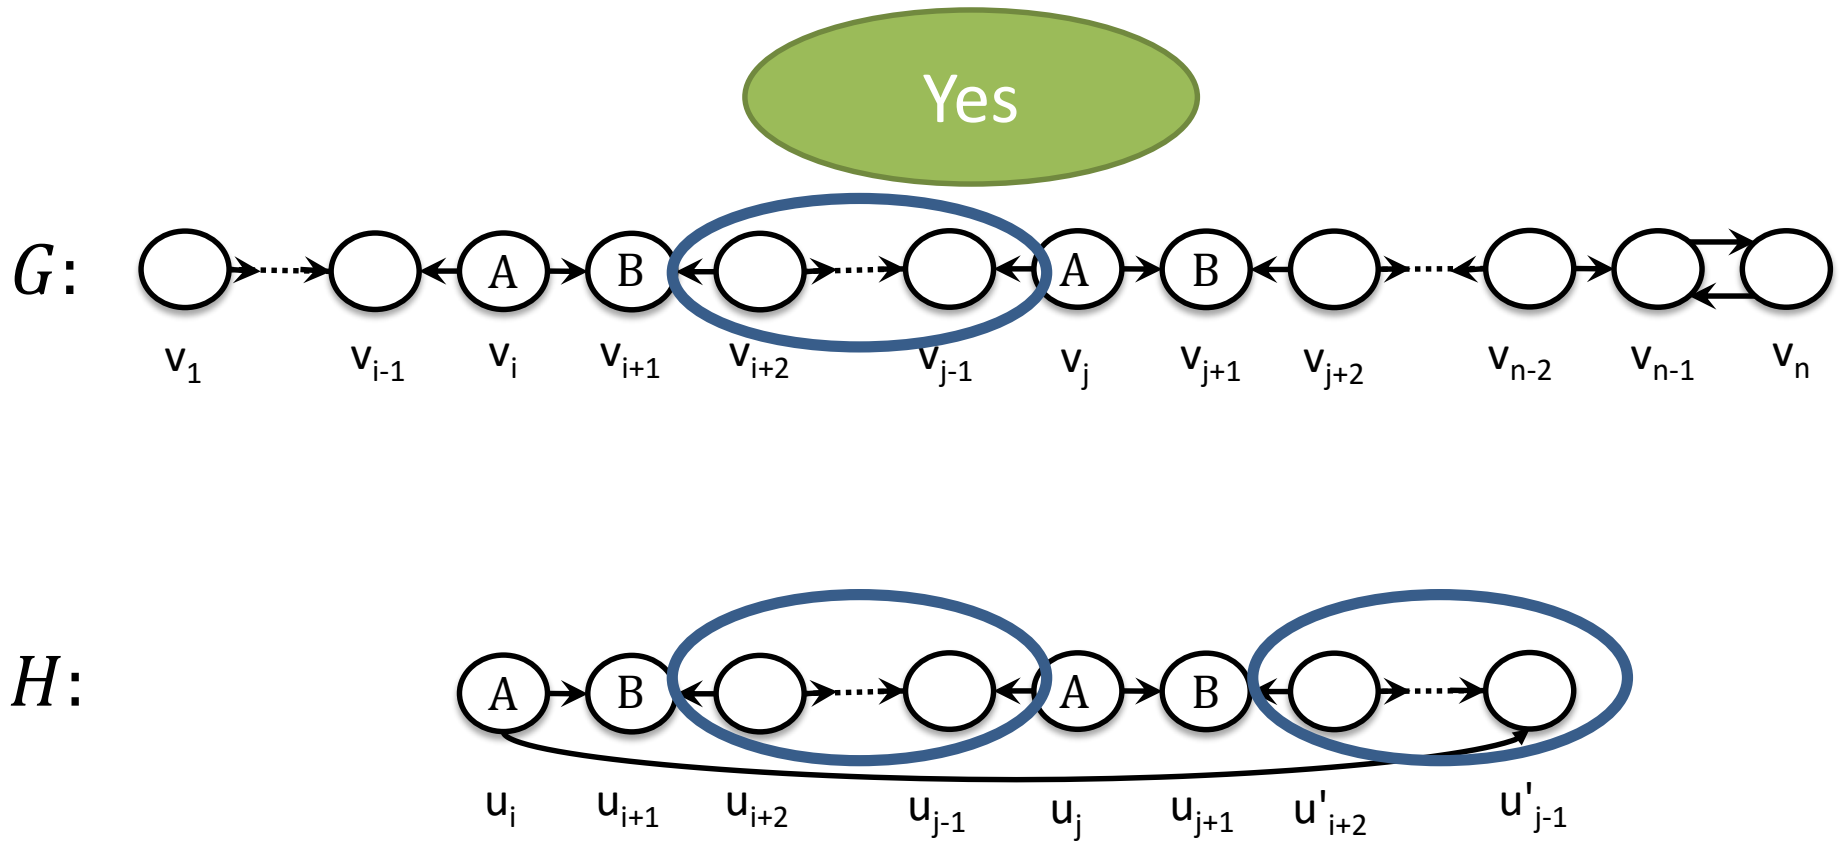 Yes
G: A B A B
v₁ vᵢ₋₁ vᵢ vᵢ₊₁ vᵢ₊₂ vⱼ₋₁ vⱼ vⱼ₊₁ vⱼ₊₂ vₙ₋₂ vₙ₋₁ vₙ
H: A B A B
uᵢ uᵢ₊₁ uᵢ₊₂ uⱼ₋₁ uⱼ uⱼ₊₁ u'ᵢ₊₂ u'ⱼ₋₁